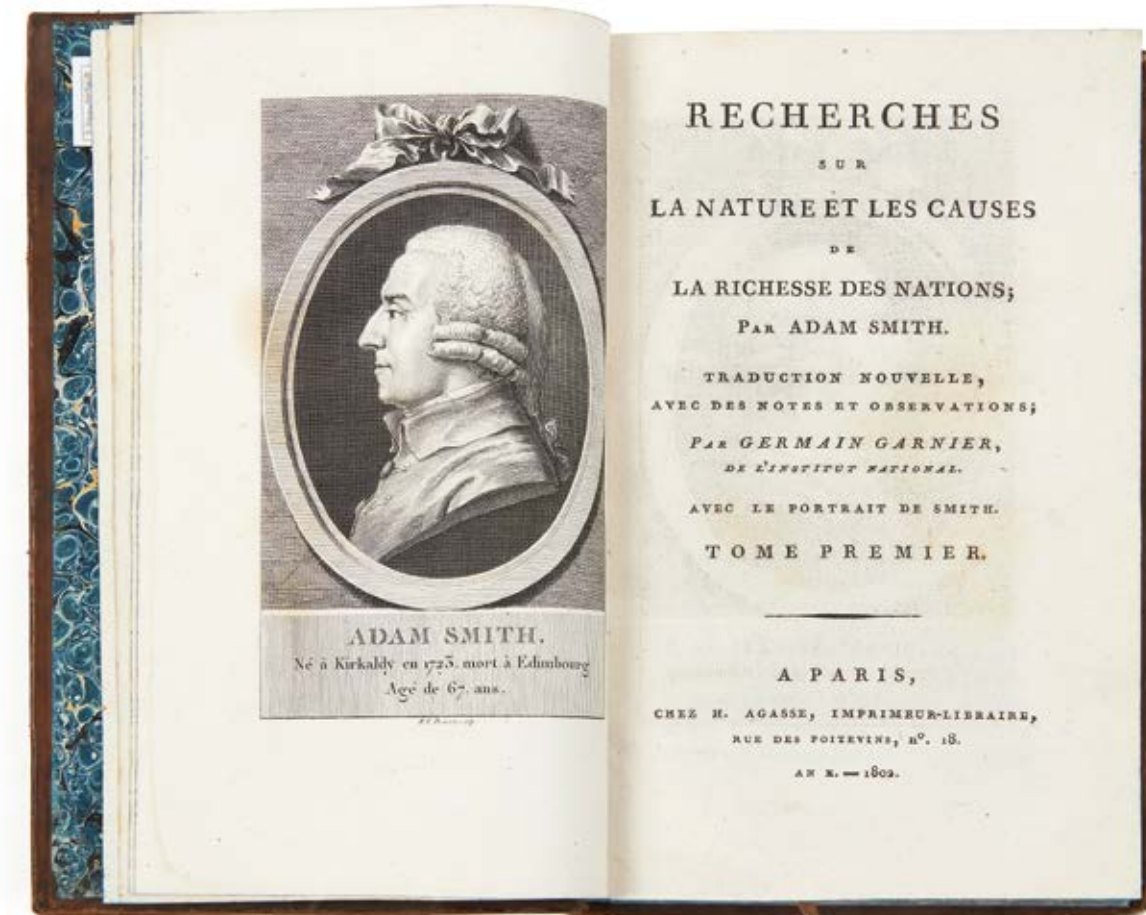 ADAM SMITH.
Né à Kirkaldy en 1723. mort à Edimbourg
Agé de 67. ans.
RECHERCHES
SUR
LA NATURE ET LES CAUSES
DE
LA RICHESSE DES NATIONS;
PAR ADAM SMITH.
TRADUCTION NOUVELLE,
AVEC DES NOTES ET OBSERVATIONS;
PAR GERMAIN GARNIER,
DE L'INSTITUT NATIONAL.
AVEC LE PORTRAIT DE SMITH.
TOME PREMIER.
A PARIS,
CHEZ H. AGASSE, IMPRIMEUR-LIBRAIRE,
RUE DES POITEVINS, nº. 18.
AN X. — 1802.